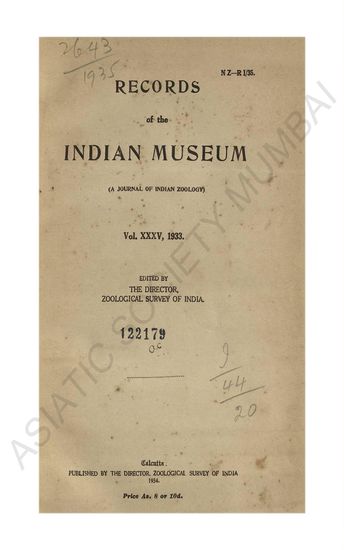 2643
1935
N Z—R 1/35.
RECORDS
of the
INDIAN MUSEUM
(A JOURNAL OF INDIAN ZOOLOGY)
Vol. XXXV, 1933.
EDITED BY
THE DIRECTOR,
ZOOLOGICAL SURVEY OF INDIA.
122179
9
44
20
Calcutta:
PUBLISHED BY THE DIRECTOR, ZOOLOGICAL SURVEY OF INDIA
1934.
Price As. 8 or 10d.
ASIATIC SOCIETY MUMBAI